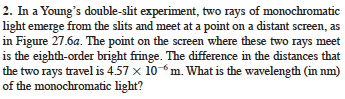 2. In a Young's double-slit experiment, two rays of monochromatic
light emerge from the slits and meet at a point on a distant screen, as
in Figure 27.6a. The point on the screen where these two rays meet
is the eighth-order bright fringe. The difference in the distances that
the two rays travel is 4.57 × 10⁻⁶ m. What is the wavelength (in nm)
of the monochromatic light?